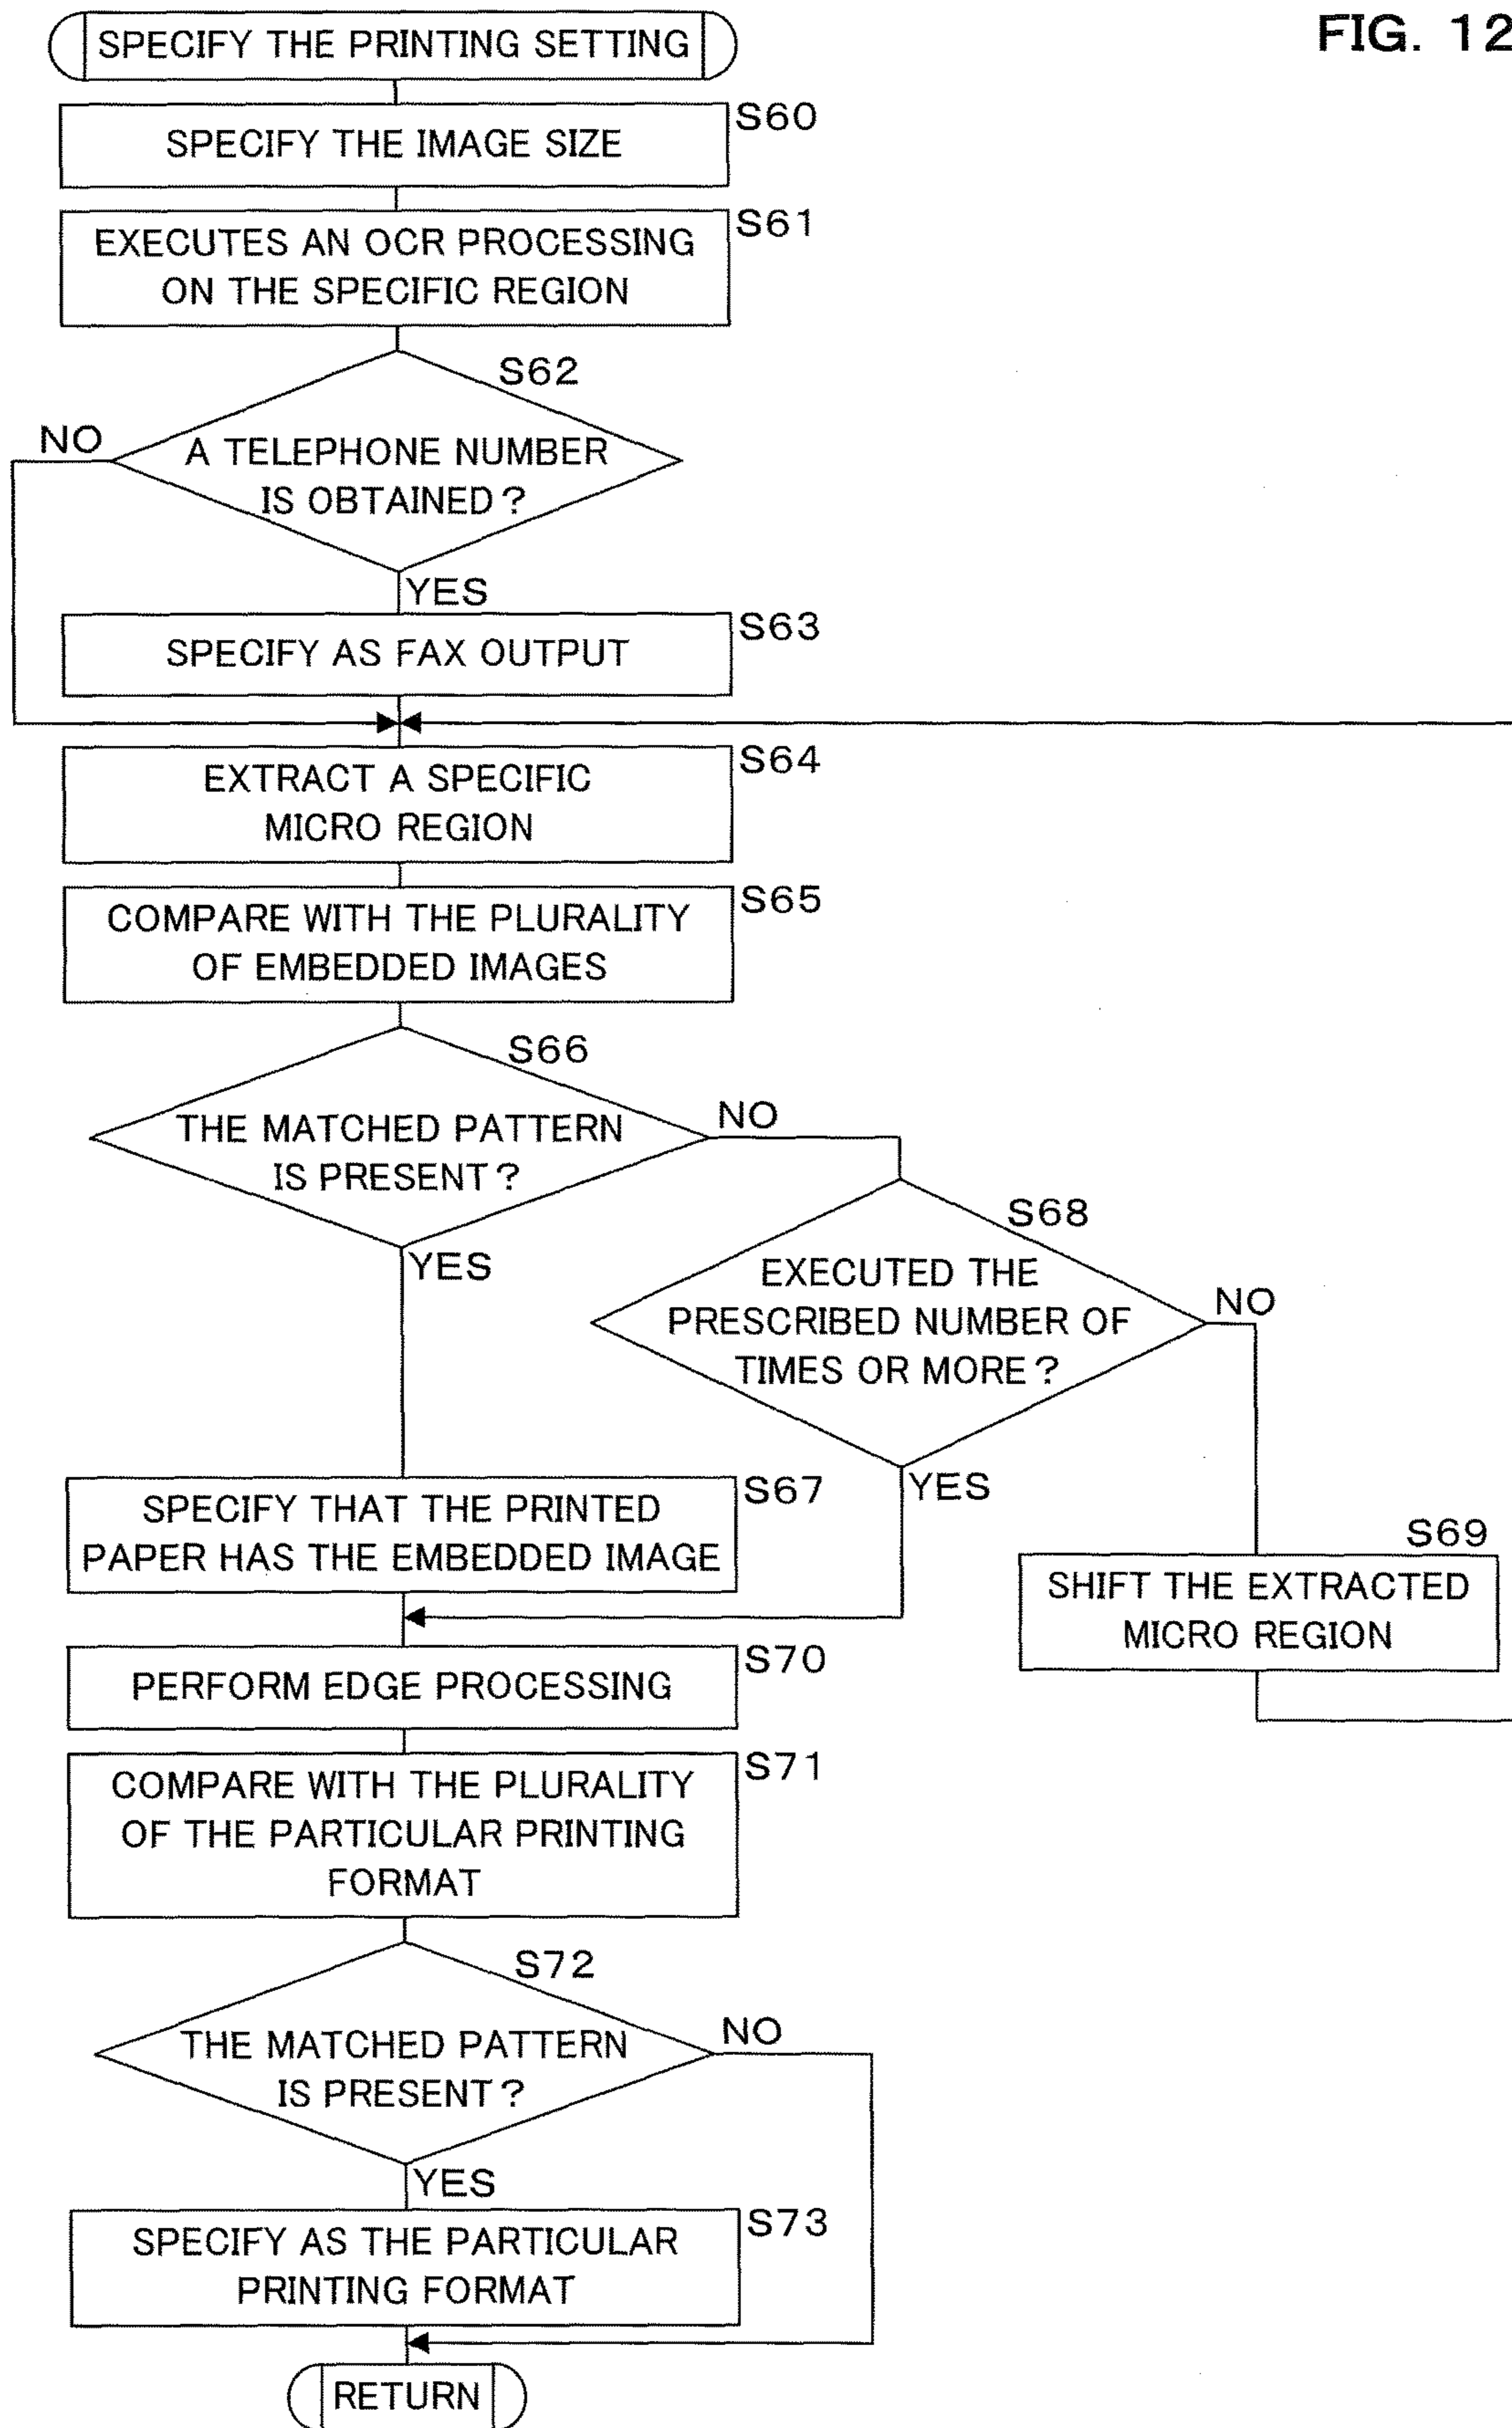 FIG. 12
SPECIFY THE PRINTING SETTING
S60
SPECIFY THE IMAGE SIZE
S61
EXECUTES AN OCR PROCESSING
ON THE SPECIFIC REGION
S62
NO
A TELEPHONE NUMBER
IS OBTAINED?
YES
S63
SPECIFY AS FAX OUTPUT
S64
EXTRACT A SPECIFIC
MICRO REGION
S65
COMPARE WITH THE PLURALITY
OF EMBEDDED IMAGES
S66
NO
THE MATCHED PATTERN
IS PRESENT?
YES
S68
EXECUTED THE
PRESCRIBED NUMBER OF
TIMES OR MORE?
NO
YES
S67
SPECIFY THAT THE PRINTED
PAPER HAS THE EMBEDDED IMAGE
S69
SHIFT THE EXTRACTED
MICRO REGION
S70
PERFORM EDGE PROCESSING
S71
COMPARE WITH THE PLURALITY
OF THE PARTICULAR PRINTING
FORMAT
S72
NO
THE MATCHED PATTERN
IS PRESENT?
YES
S73
SPECIFY AS THE PARTICULAR
PRINTING FORMAT
RETURN